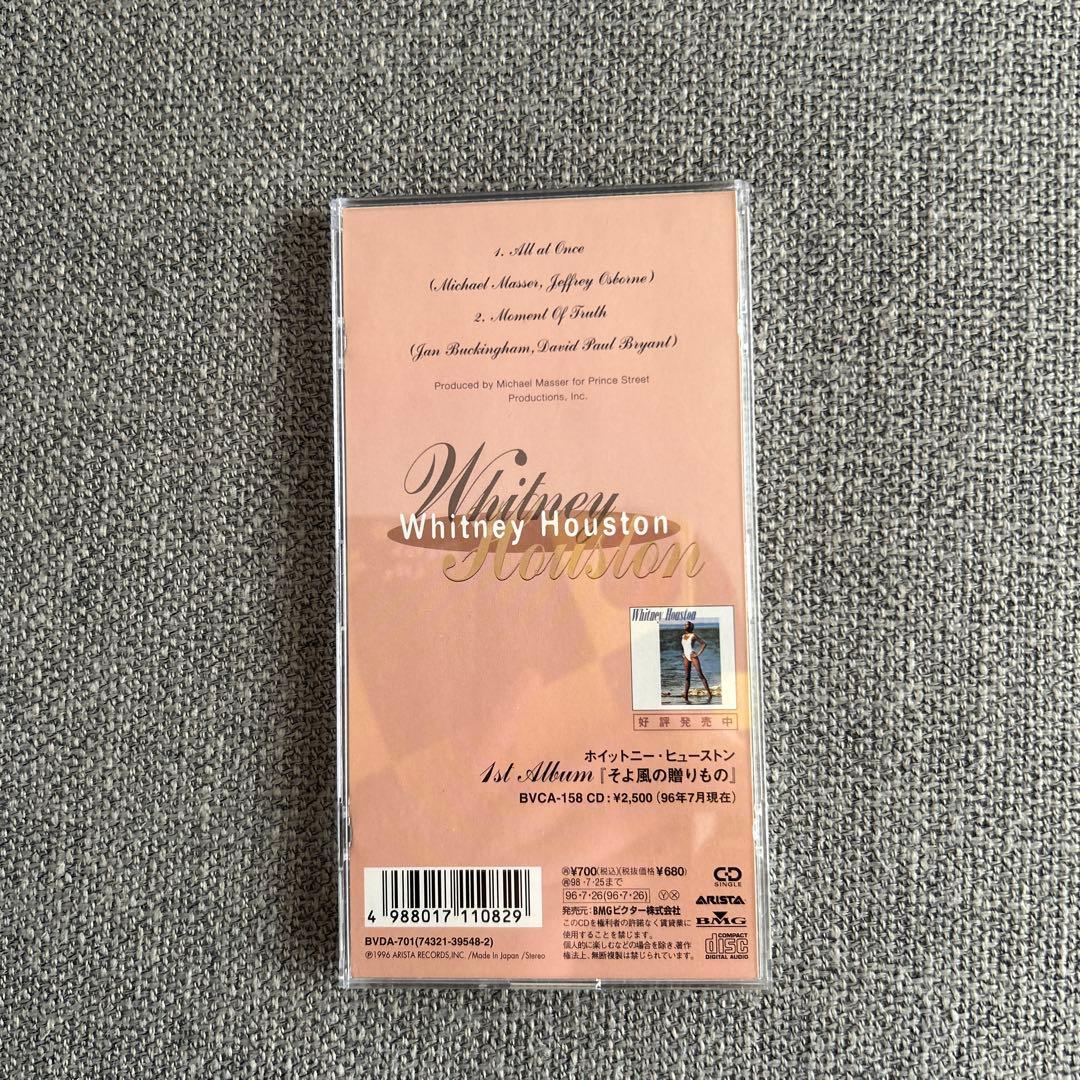 1. All at Once
(Michael Masser, Jeffrey Osborne)
2. Moment Of Truth
(Jan Buckingham, David Paul Bryant)
Produced by Michael Masser for Prince Street
Productions, Inc.
Whitney
Whitney Houston
Houston
Whitney Houston
好評発売中
ホイットニー・ヒューストン
1st Album『そよ風の贈りもの』
BVCA-158 CD:¥2,500(96年7月現在)
4 988017 110829
BVDA-701(74321-39548-2)
Ⓟ1996 ARISTA RECORDS,INC. /Made in Japan /Stereo
㊐¥700(税込)(税抜価格¥680)
㊐98・7・25まで
96・7・26(96・7・26) Ⓨ Ⓧ
発売元:BMGビクター株式会社
このCDを権利者の許諾なく賃貸業に
使用することを禁じます。
個人的に楽しむなどの場合を除き、著作
権法上、無断複製は禁じられています。
CD
SINGLE
ARISTA
BMG
COMPACT
disc
DIGITAL AUDIO